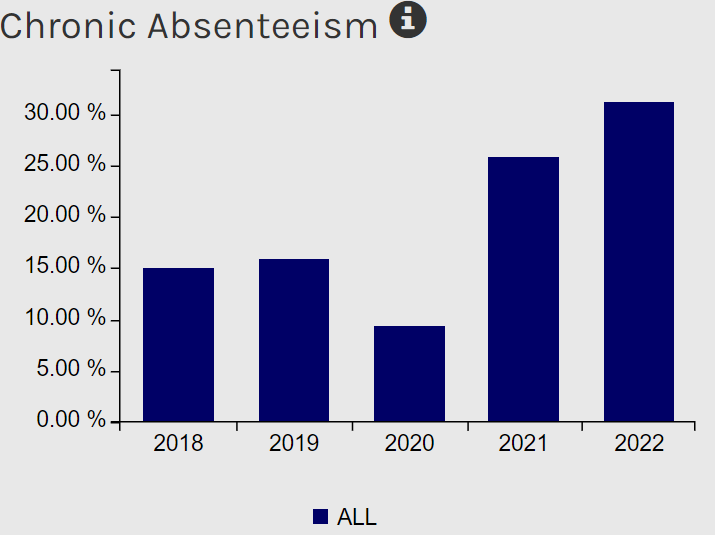 Chronic Absenteeism i
30.00 %
25.00 %
20.00 %
15.00 %
10.00 %
5.00 %
0.00 %
2018 2019 2020 2021 2022
ALL